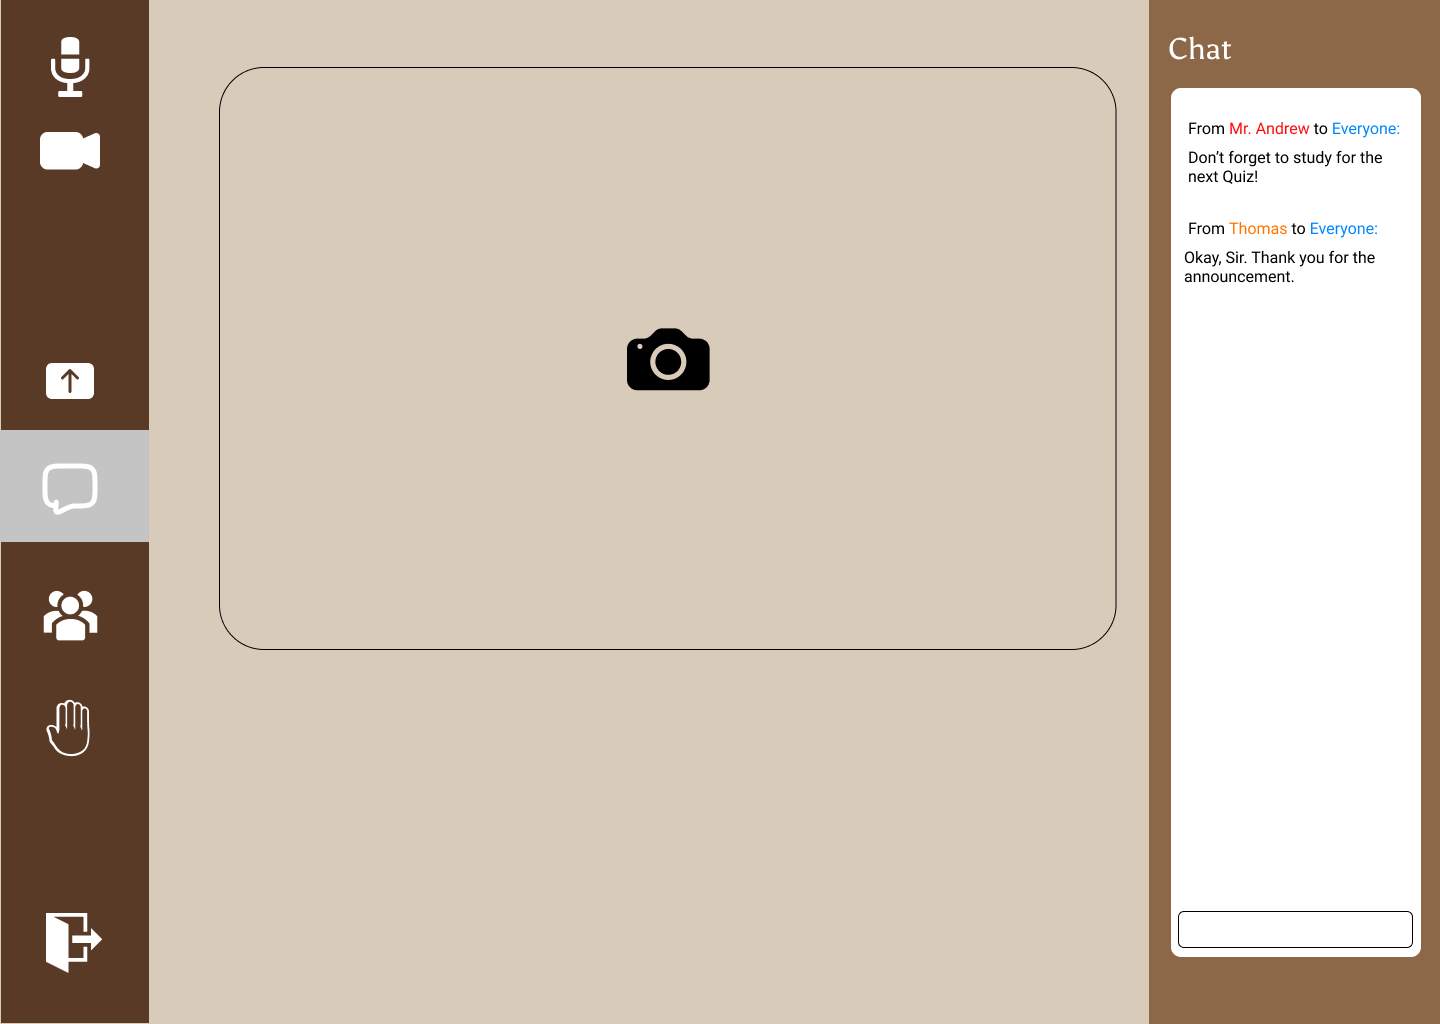 Chat
From Mr. Andrew to Everyone:
Don’t forget to study for the
next Quiz!
From Thomas to Everyone:
Okay, Sir. Thank you for the
announcement.